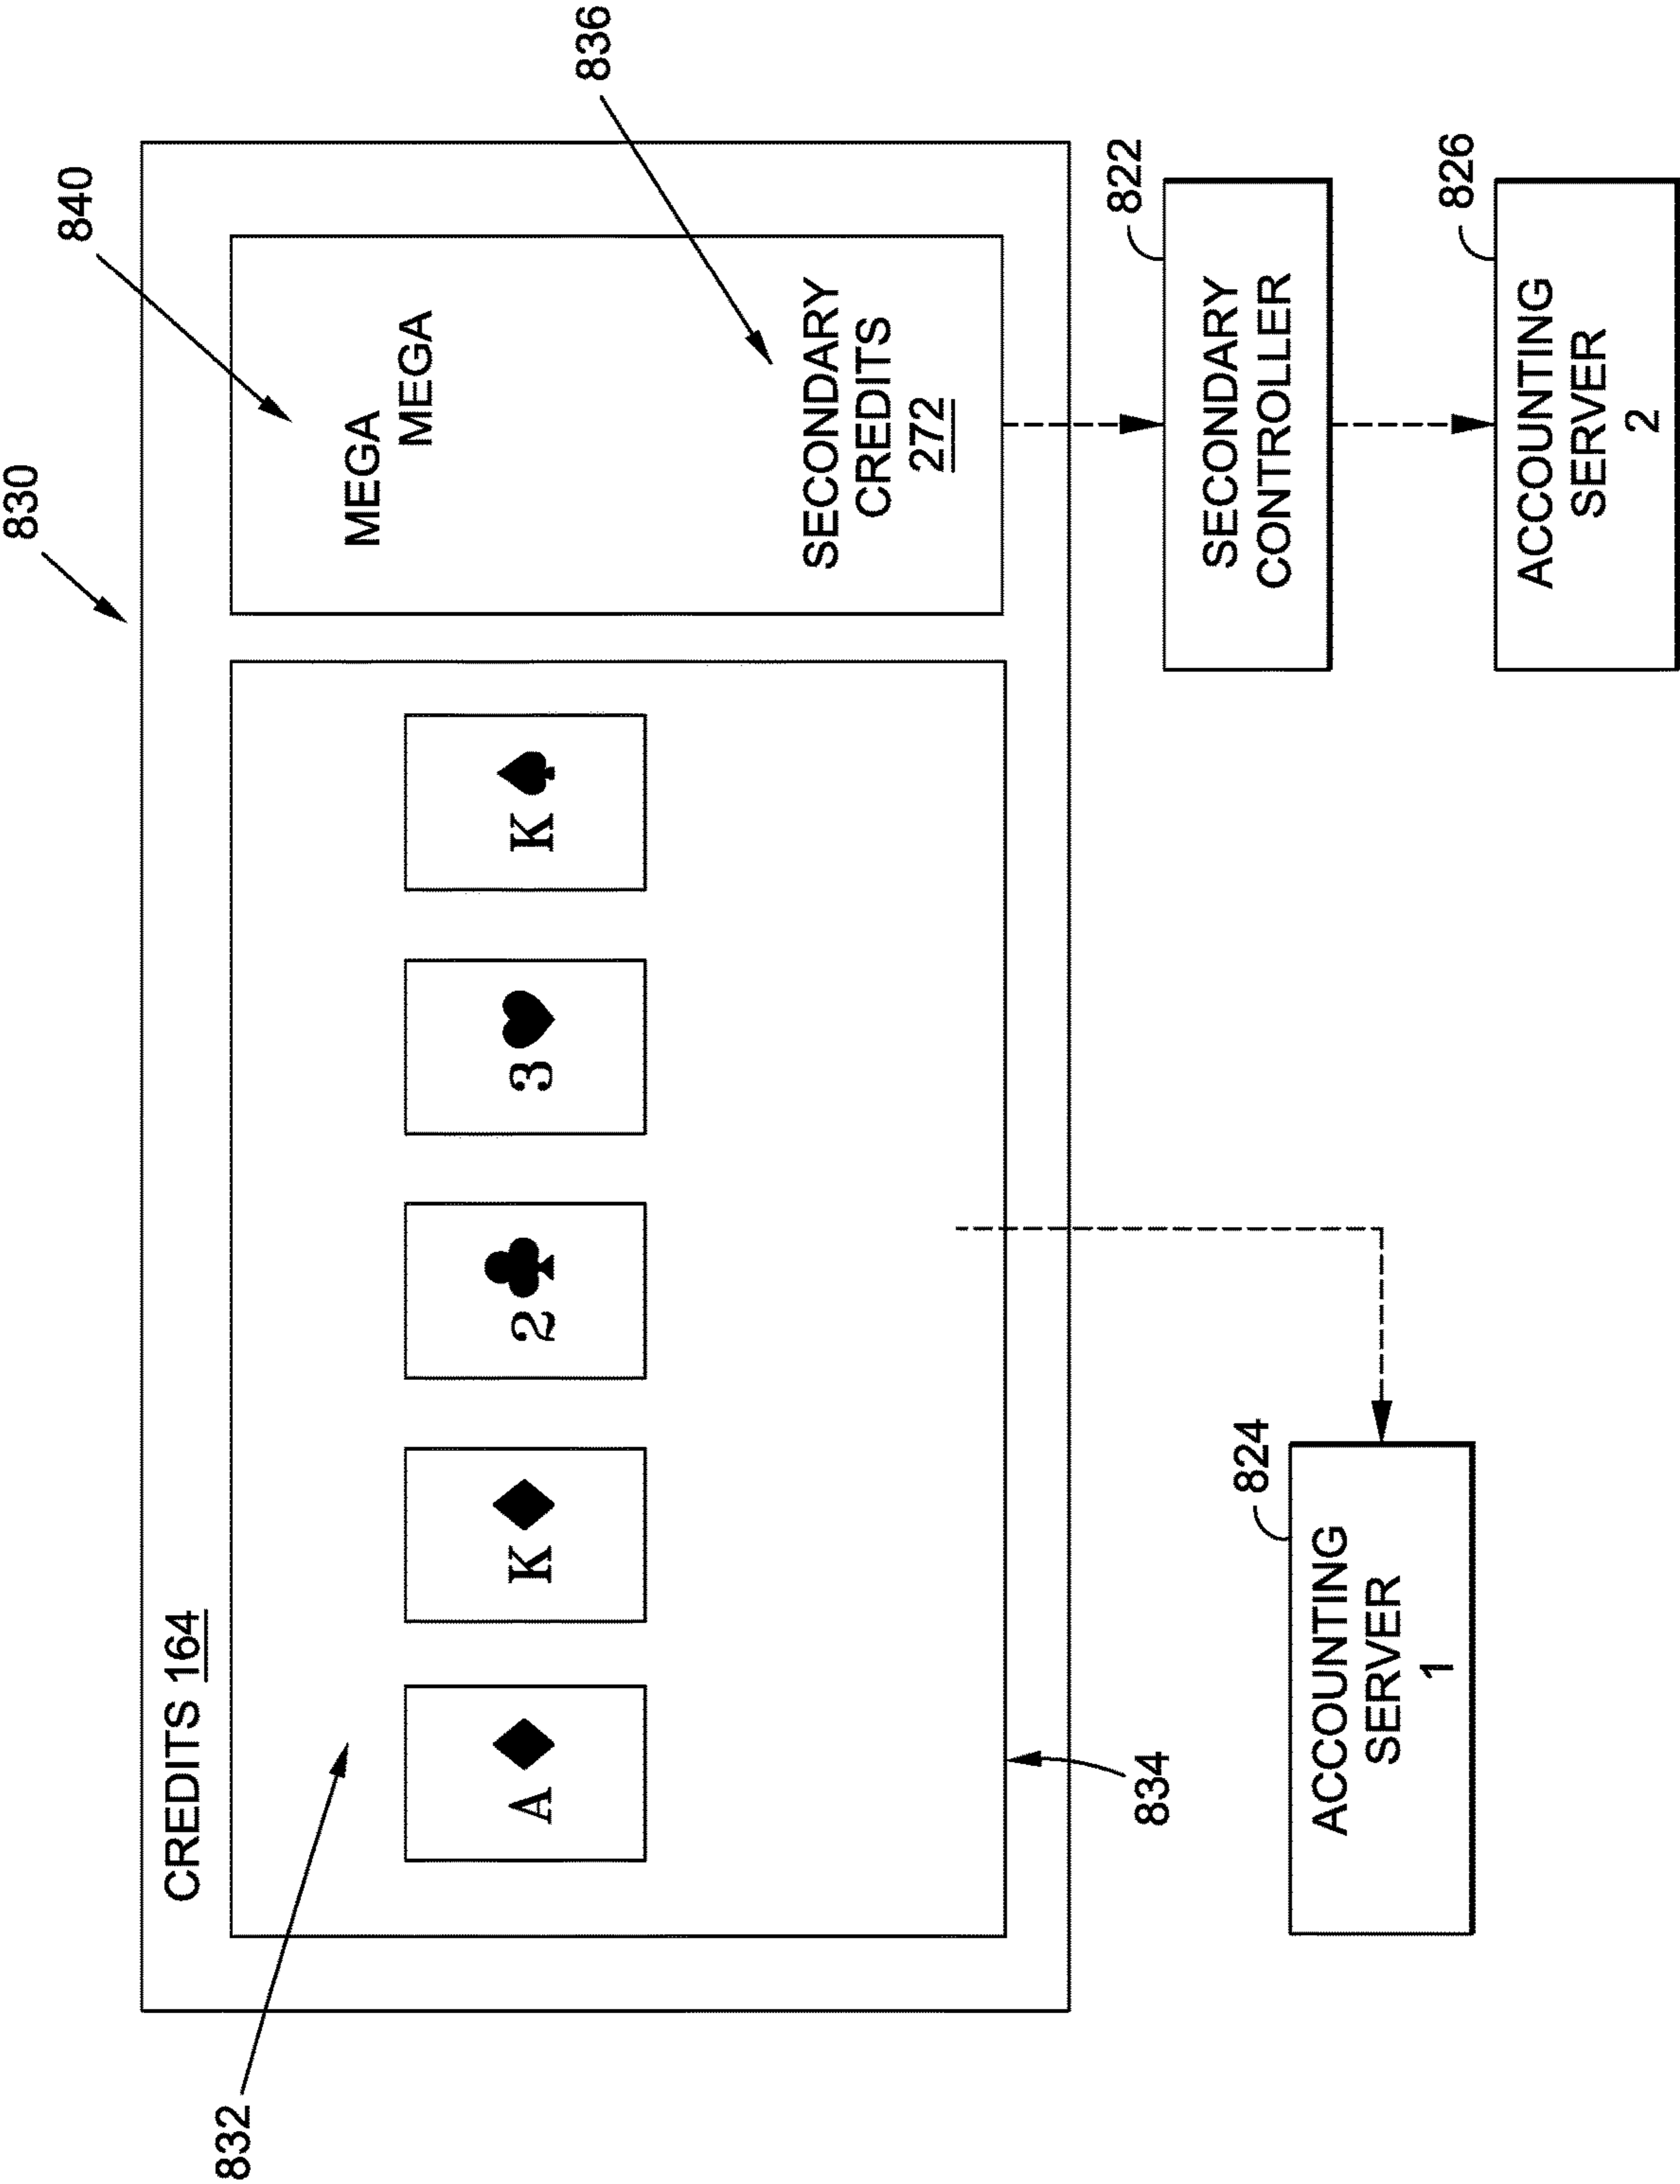 830
840
CREDITS 164
832
MEGA
MEGA
836
A♦
K♦
2♣
3♥
K♠
SECONDARY
CREDITS
272
822
834
SECONDARY
CONTROLLER
824
ACCOUNTING
SERVER
1
826
ACCOUNTING
SERVER
2